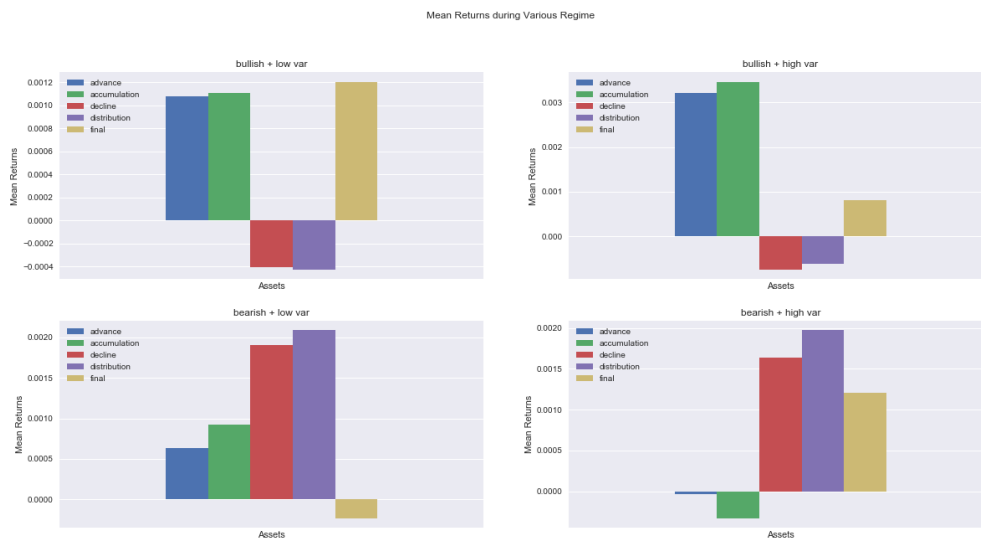 Mean Returns during Various Regime
bullish + low var
advance
accumulation
decline
distribution
final
0.0012
0.0010
0.0008
0.0006
0.0004
0.0002
0.0000
−0.0002
−0.0004
Mean Returns
Assets
bullish + high var
advance
accumulation
decline
distribution
final
0.003
0.002
0.001
0.000
Mean Returns
Assets
bearish + low var
advance
accumulation
decline
distribution
final
0.0020
0.0015
0.0010
0.0005
0.0000
Mean Returns
Assets
bearish + high var
advance
accumulation
decline
distribution
final
0.0020
0.0015
0.0010
0.0005
0.0000
Mean Returns
Assets